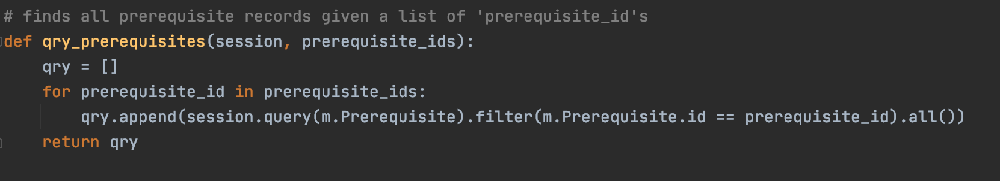 # finds all prerequisite records given a list of 'prerequisite_id's
def qry_prerequisites(session, prerequisite_ids):
    qry = []
    for prerequisite_id in prerequisite_ids:
        qry.append(session.query(m.Prerequisite).filter(m.Prerequisite.id == prerequisite_id).all())
    return qry